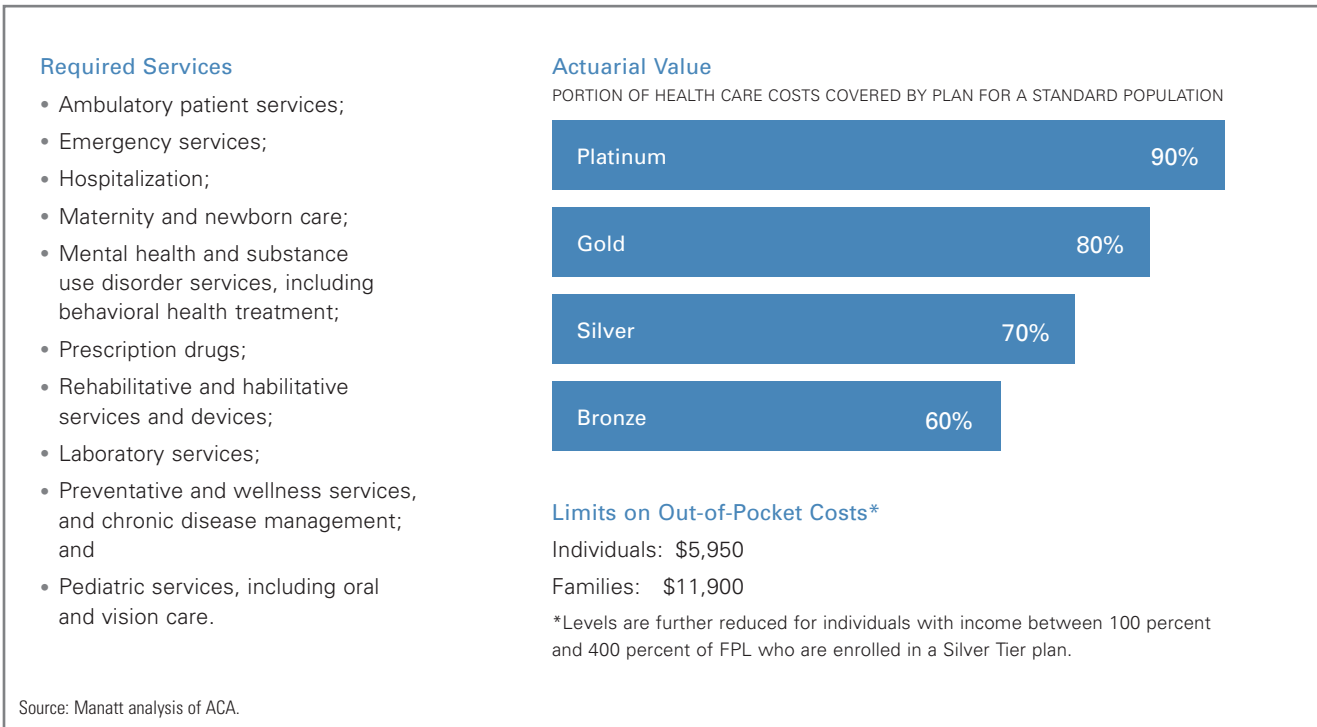 Required Services
• Ambulatory patient services;
• Emergency services;
• Hospitalization;
• Maternity and newborn care;
• Mental health and substance
use disorder services, including
behavioral health treatment;
• Prescription drugs;
• Rehabilitative and habilitative
services and devices;
• Laboratory services;
• Preventative and wellness services,
and chronic disease management;
and
• Pediatric services, including oral
and vision care.
Actuarial Value
PORTION OF HEALTH CARE COSTS COVERED BY PLAN FOR A STANDARD POPULATION
Platinum 90%
Gold 80%
Silver 70%
Bronze 60%
Limits on Out-of-Pocket Costs*
Individuals: $5,950
Families: $11,900
*Levels are further reduced for individuals with income between 100 percent
and 400 percent of FPL who are enrolled in a Silver Tier plan.
Source: Manatt analysis of ACA.